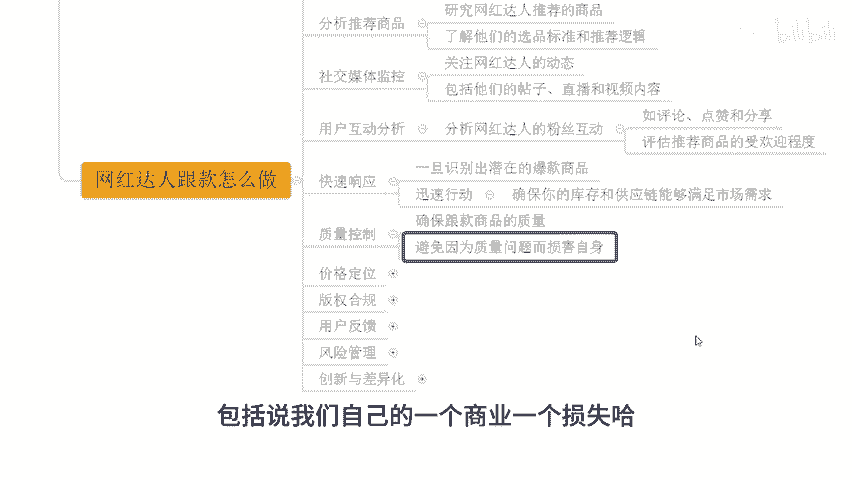 研究网红达人推荐的商品
分析推荐商品
了解他们的选品标准和推荐逻辑
关注网红达人的动态
社交媒体监控
包括他们的帖子、直播和视频内容
如评论、点赞和分享
用户互动分析
分析网红达人的粉丝互动
评估推荐商品的受欢迎程度
一旦识别出潜在的爆款商品
网红达人跟款怎么做
快速响应
迅速行动
确保你的库存和供应链能够满足市场需求
确保跟款商品的质量
质量控制
避免因为质量问题而损害自身
价格定位
版权合规
用户反馈
风险管理
创新与差异化
包括说我们自己的一个商业一个损失哈